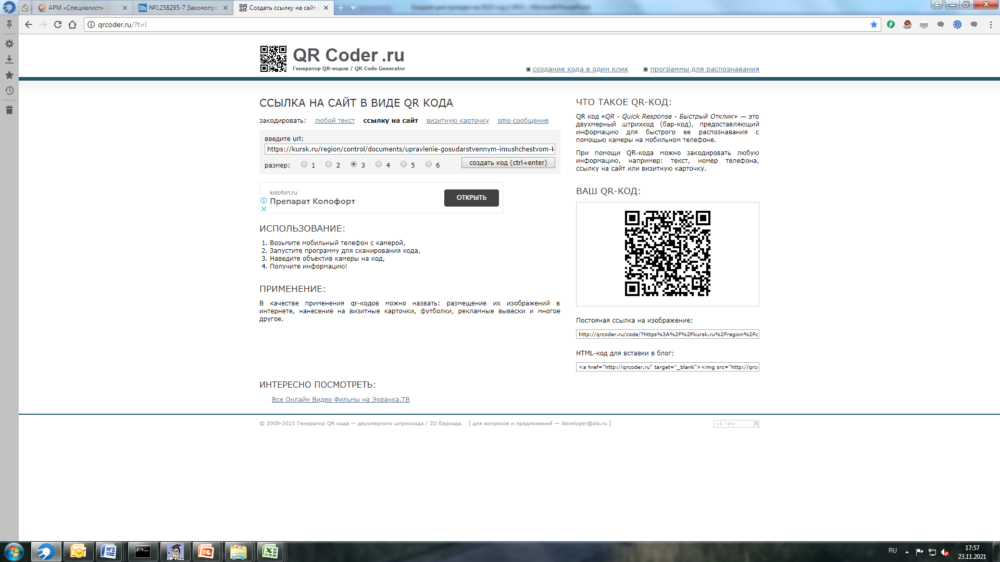 АРМ «Специалист»
№1258295-7 Законопро
Создать ссылку на сайт
qrcoder.ru/?t=l
QR Coder.ru
Генератор QR-кодов / QR Code Generator
создание кода в один клик
программы для распознавания
ССЫЛКА НА САЙТ В ВИДЕ QR КОДА
закодировать: любой текст ссылку на сайт визитную карточку sms-сообщение
введите url:
https://kursk.ru/region/control/documents/upravlenie-gosudarstvennym-imushchestvom-k
размер: 1 2 3 4 5 6 создать код (ctrl+enter)
kolofort.ru
Препарат Колофорт
ОТКРЫТЬ
ИСПОЛЬЗОВАНИЕ:
1. Возьмите мобильный телефон с камерой,
2. Запустите программу для сканирования кода,
3. Наведите объектив камеры на код,
4. Получите информацию!
ПРИМЕНЕНИЕ:
В качестве применения qr-кодов можно назвать: размещение их изображений в
интернете, нанесение на визитные карточки, футболки, рекламные вывески и многое
другое.
ИНТЕРЕСНО ПОСМОТРЕТЬ:
Все Онлайн Видео Фильмы на Экранка.ТВ
ЧТО ТАКОЕ QR-КОД:
QR код «QR - Quick Response - Быстрый Отклик» — это
двухмерный штрихкод (бар-код), предоставляющий
информацию для быстрого ее распознавания с
помощью камеры на мобильном телефоне.
При помощи QR-кода можно закодировать любую
информацию, например: текст, номер телефона,
ссылку на сайт или визитную карточку.
ВАШ QR-КОД:
Постояная ссылка на изображение:
http://qrcoder.ru/code/?https%3A%2F%2Fkursk.ru%2Fregion%2Fc
HTML-код для вставки в блог:
<a href="http://qrcoder.ru" target="_blank"><img src="http://qrc
© 2009-2021 Генератор QR кода — двухмерного штрихкода / 2D баркода. [ для вопросов и предложений — developer@alz.ru ]
16 720
RU
17:57
23.11.2021